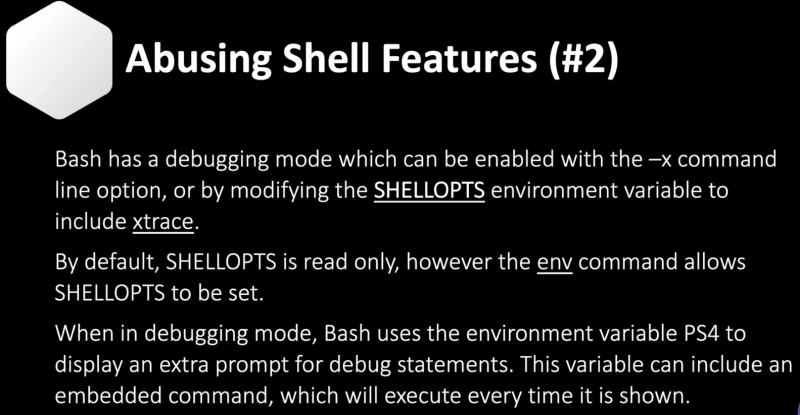 Abusing Shell Features (#2)
Bash has a debugging mode which can be enabled with the –x command
line option, or by modifying the SHELLOPTS environment variable to
include xtrace.
By default, SHELLOPTS is read only, however the env command allows
SHELLOPTS to be set.
When in debugging mode, Bash uses the environment variable PS4 to
display an extra prompt for debug statements. This variable can include an
embedded command, which will execute every time it is shown.